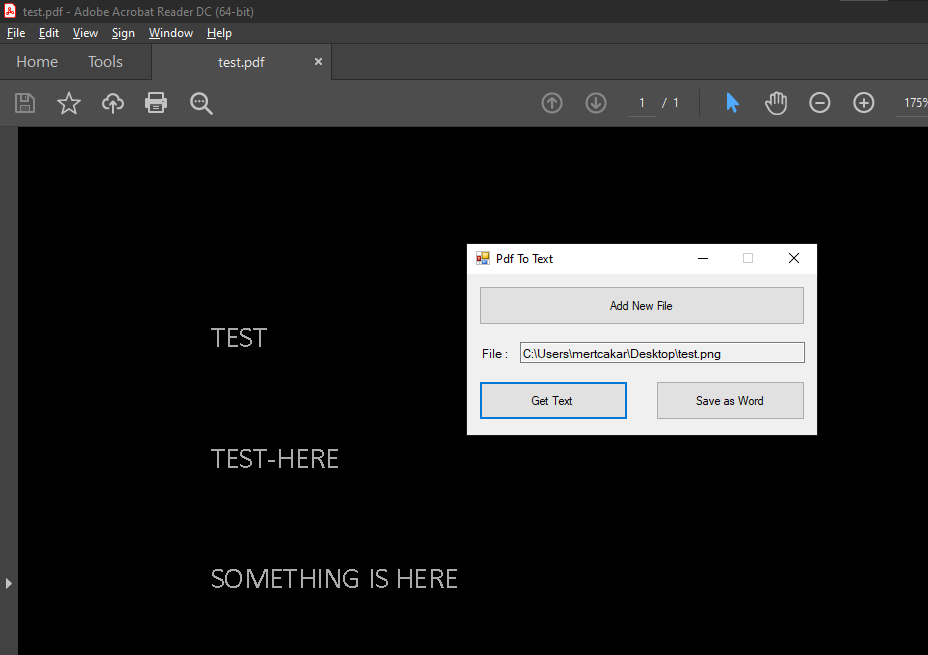 test.pdf - Adobe Acrobat Reader DC (64-bit)
File Edit View Sign Window Help
Home Tools test.pdf ×
1 / 1 175%
Pdf To Text
Add New File
File : C:\Users\mertcakar\Desktop\test.png
Get Text Save as Word
TEST
TEST-HERE
SOMETHING IS HERE